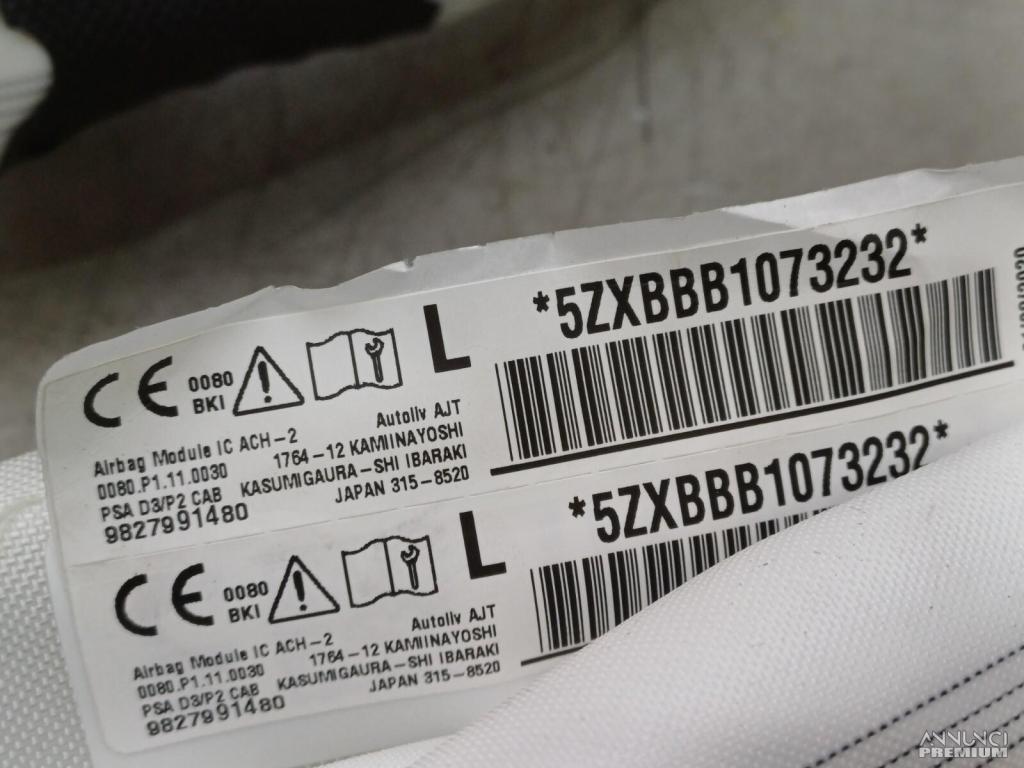 CE 0080 BKI L
*5ZXBBB1073232*
Airbag Module IC ACH-2
0080.P1.11.0030
PSA D3/P2 CAB
9827991480
Autoliv AJT
1764-12 KAMIINAYOSHI
KASUMIGAURA-SHI IBARAKI
JAPAN 315-8520
CE 0080 BKI L
*5ZXBBB1073232*
Airbag Module IC ACH-2
0080.P1.11.0030
PSA D3/P2 CAB
9827991480
Autoliv AJT
1764-12 KAMIINAYOSHI
KASUMIGAURA-SHI IBARAKI
JAPAN 315-8520
ANNUNCI
PREMIUM